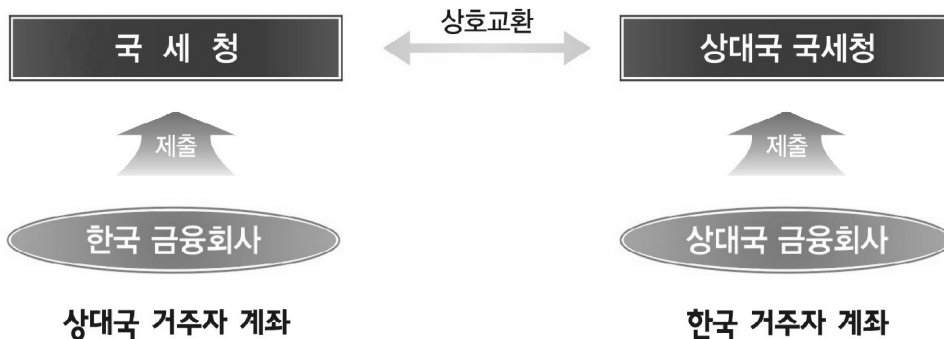 상호교환
국 세 청
상대국 국세청
제출
제출
한국 금융회사
상대국 금융회사
상대국 거주자 계좌
한국 거주자 계좌